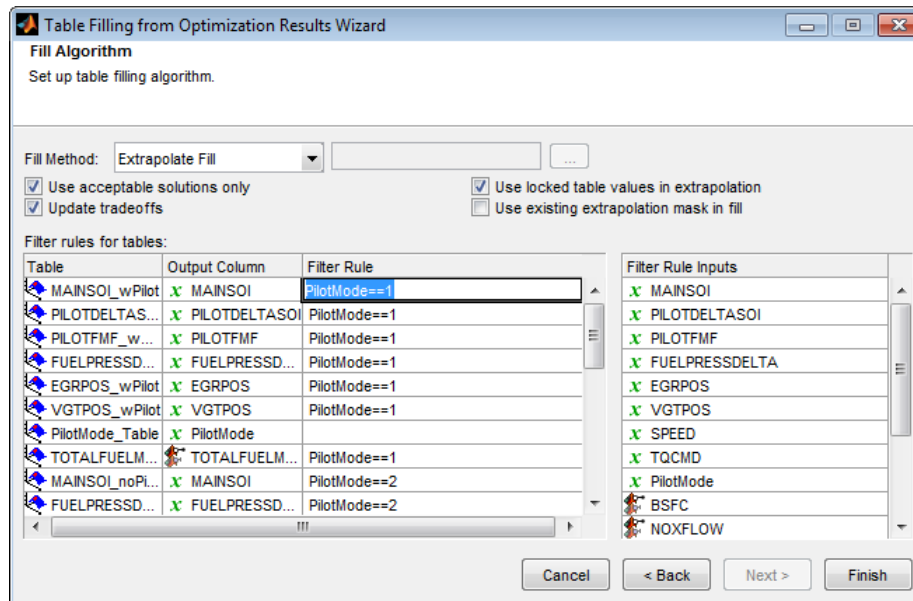 Table Filling from Optimization Results Wizard
Fill Algorithm
Set up table filling algorithm.
Fill Method: Extrapolate Fill ...
Use acceptable solutions only Use locked table values in extrapolation
Update tradeoffs Use existing extrapolation mask in fill
Filter rules for tables:
Table Output Column Filter Rule Filter Rule Inputs
MAINSOI_wPilot x MAINSOI PilotMode==1 x MAINSOI
PILOTDELTAS... x PILOTDELTASOI PilotMode==1 x PILOTDELTASOI
PILOTFMF_w... x PILOTFMF PilotMode==1 x PILOTFMF
FUELPRESSD... x FUELPRESSD... PilotMode==1 x FUELPRESSDELTA
EGRPOS_wPilot x EGRPOS PilotMode==1 x EGRPOS
VGTPOS_wPilot x VGTPOS PilotMode==1 x VGTPOS
PilotMode_Table x PilotMode x SPEED
TOTALFUELM... TOTALFUELM... PilotMode==1 x TQCMD
MAINSOI_noPi... x MAINSOI PilotMode==2 x PilotMode
FUELPRESSD... x FUELPRESSD... PilotMode==2 BSFC
NOXFLOW
Cancel < Back Next > Finish